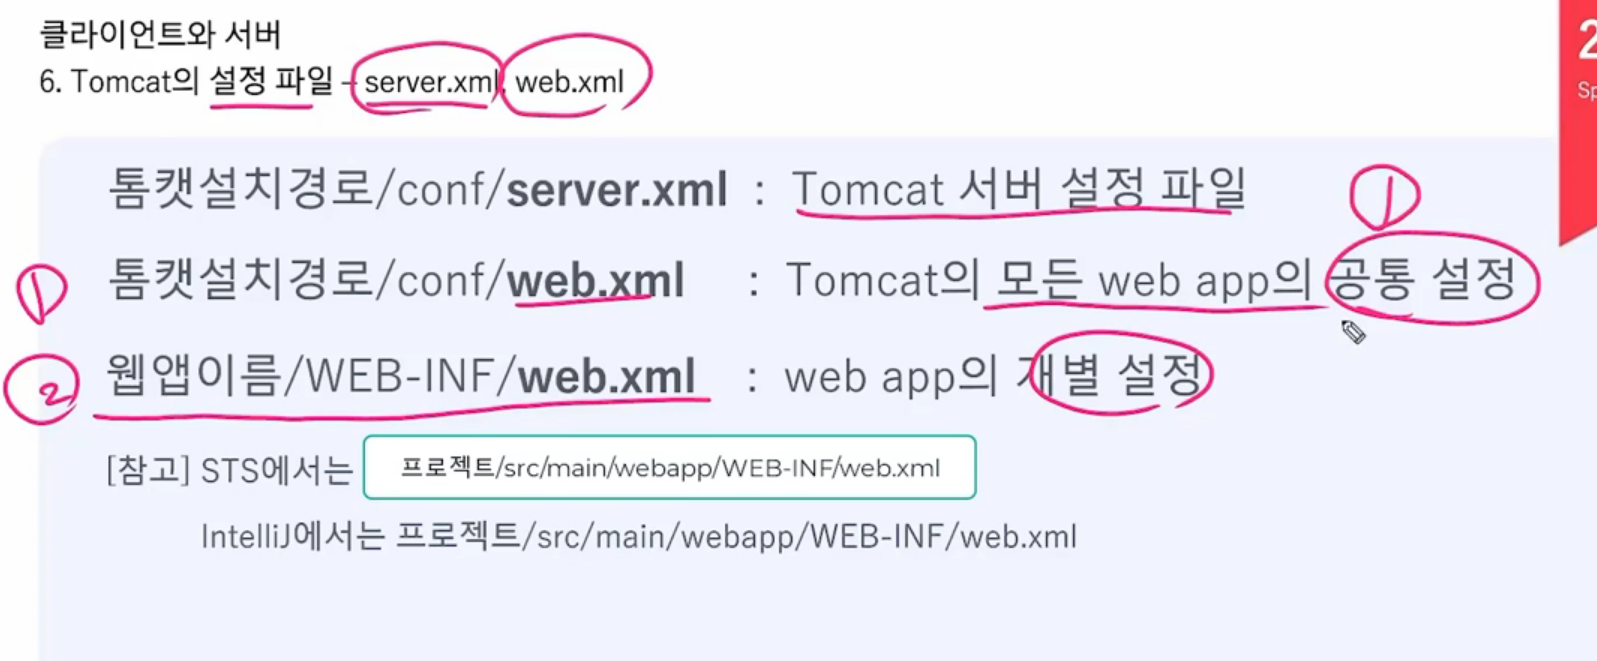 클라이언트와 서버
6. Tomcat의 설정 파일 – server.xml, web.xml
2
Sp
톰캣설치경로/conf/server.xml : Tomcat 서버 설정 파일
①
① 톰캣설치경로/conf/web.xml : Tomcat의 모든 web app의 공통 설정
② 웹앱이름/WEB-INF/web.xml : web app의 개별 설정
[참고] STS에서는 프로젝트/src/main/webapp/WEB-INF/web.xml
IntelliJ에서는 프로젝트/src/main/webapp/WEB-INF/web.xml